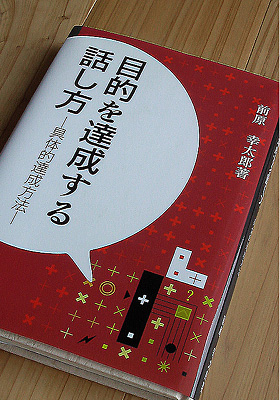 目的を達成する
話し方
―具体的達成方法―
前原 幸太郎著